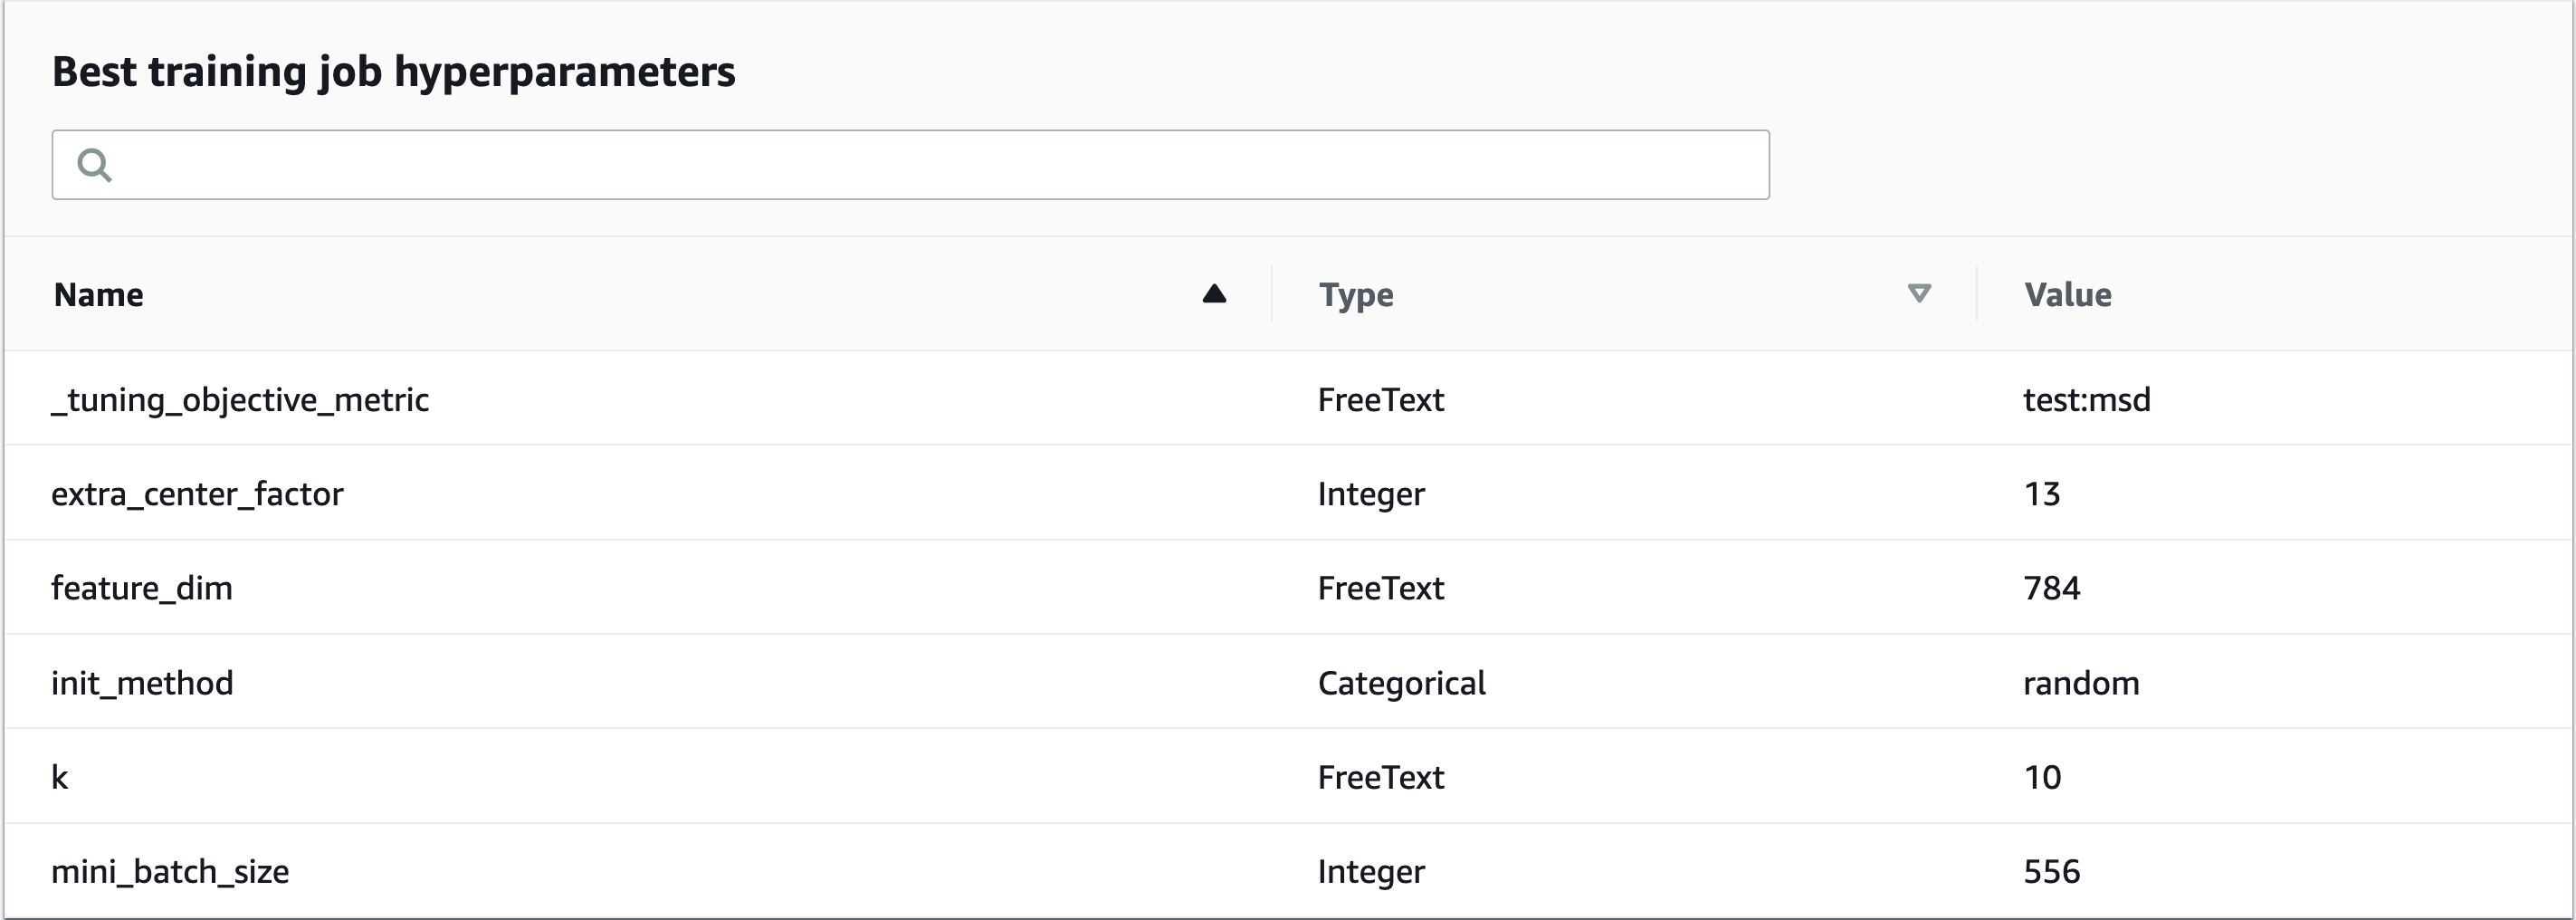 Best training job hyperparameters
Name Type Value
_tuning_objective_metric FreeText test:msd
extra_center_factor Integer 13
feature_dim FreeText 784
init_method Categorical random
k FreeText 10
mini_batch_size Integer 556